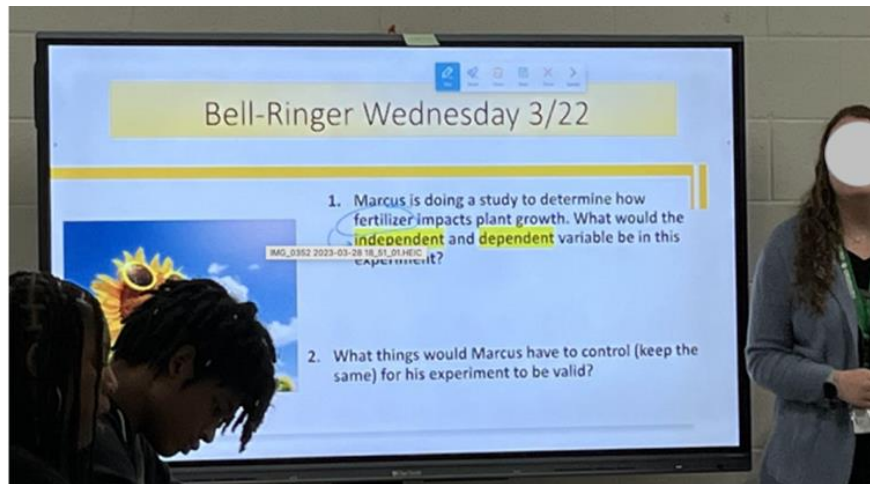 Bell-Ringer Wednesday 3/22
1. Marcus is doing a study to determine how
fertilizer impacts plant growth. What would the
independent and dependent variable be in this
IMG_0352 2023-03-28 18_51_01.HEIC
experiment?
2. What things would Marcus have to control (keep the
same) for his experiment to be valid?